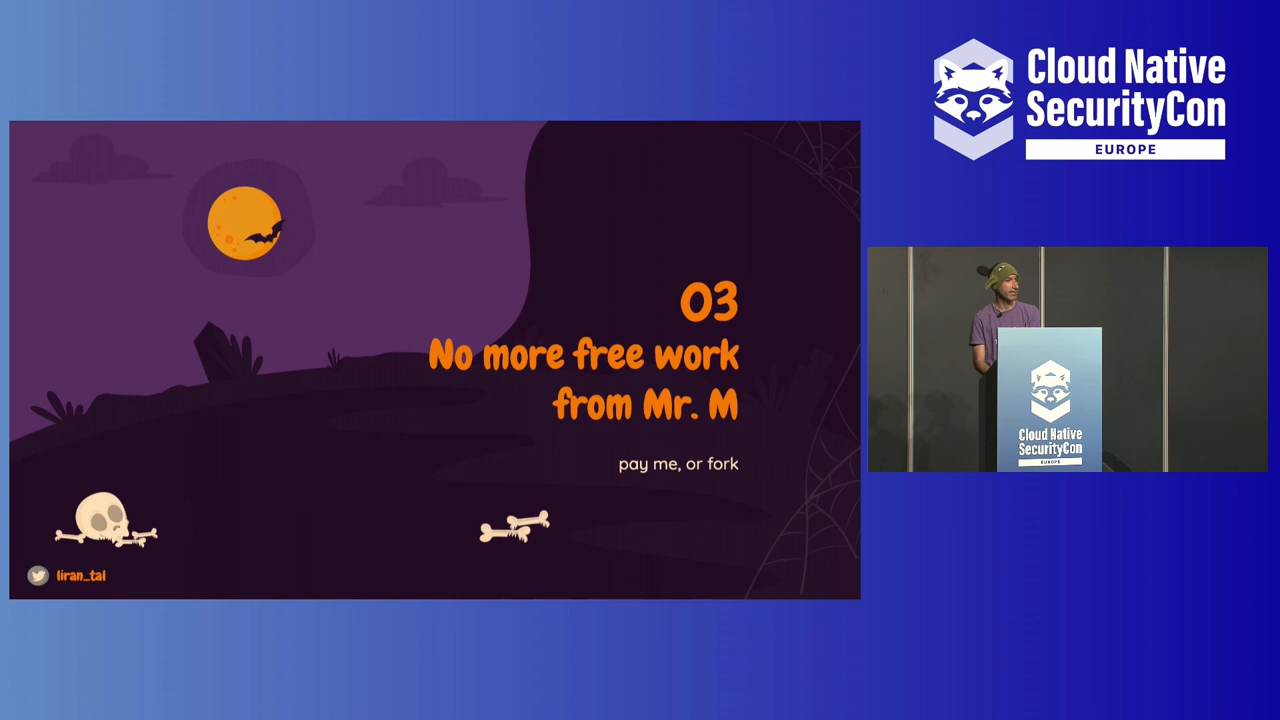 Cloud Native
SecurityCon
EUROPE
03
No more free work
from Mr. M
pay me, or fork
liran_tal
Cloud Native
SecurityCon
EUROPE